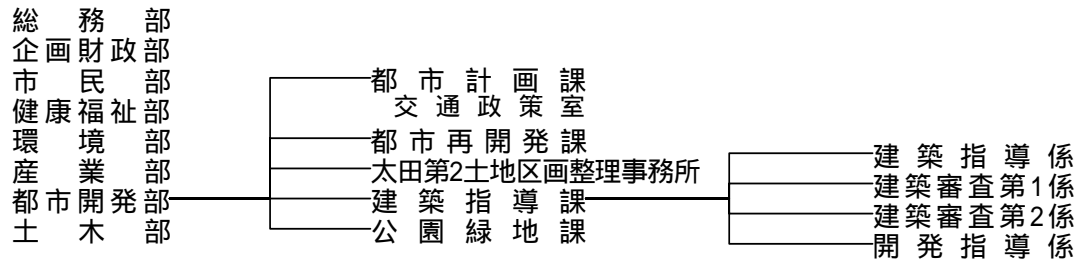 総務部
企画財政部
市民部
健康福祉部
環境部
産業部
都市開発部
土木部
都市計画課
交通政策室
都市再開発課
太田第2土地区画整理事務所
建築指導課
公園緑地課
建築指導係
建築審査第1係
建築審査第2係
開発指導係